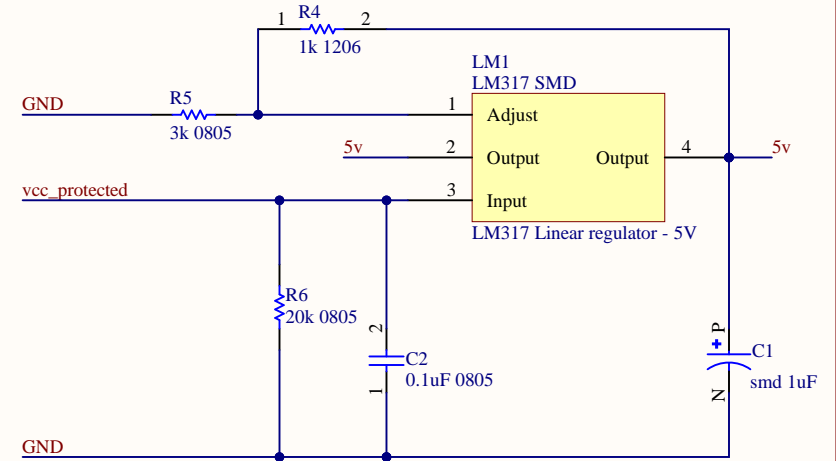 R4
1 2
1k 1206
LM1
LM317 SMD
GND
R5
3k 0805
1 Adjust
5v 2 Output
Output 4 5v
vcc_protected
3 Input
LM317 Linear regulator - 5V
R6
20k 0805
2
C2
0.1uF 0805
1
P
+
C1
smd 1uF
N
GND